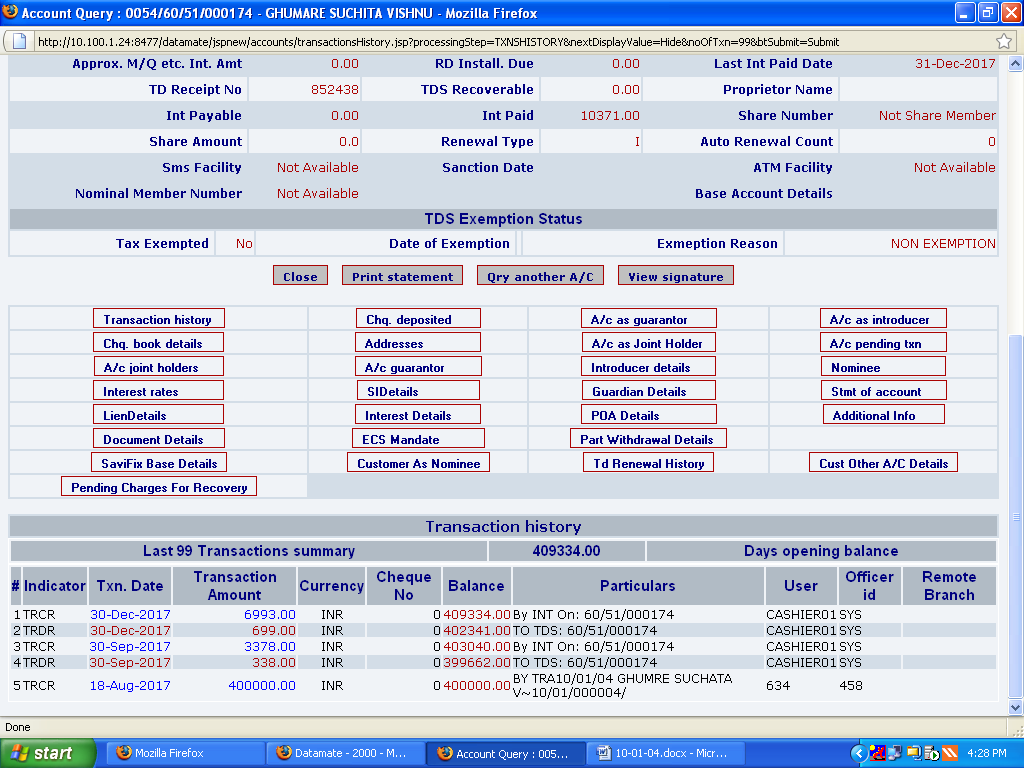 Account Query : 0054/60/51/000174 - GHUMARE SUCHITA VISHNU - Mozilla Firefox
http://10.100.1.24:8477/datamate/jspnew/accounts/transactionsHistory.jsp?processingStep=TXNSHISTORY&nextDisplayValue=Hide&noOfTxn=99&btSubmit=Submit
Approx. M/Q etc. Int. Amt 0.00 RD Install. Due 0.00 Last Int Paid Date 31-Dec-2017
TD Receipt No 852438 TDS Recoverable 0.00 Proprietor Name
Int Payable 0.00 Int Paid 10371.00 Share Number Not Share Member
Share Amount 0.0 Renewal Type I Auto Renewal Count 0
Sms Facility Not Available Sanction Date ATM Facility Not Available
Nominal Member Number Not Available Base Account Details
TDS Exemption Status
Tax Exempted No Date of Exemption Exmeption Reason NON EXEMPTION
Close Print statement Qry another A/C View signature
Transaction history Chq. deposited A/c as guarantor A/c as introducer
Chq. book details Addresses A/c as Joint Holder A/c pending txn
A/c joint holders A/c guarantor Introducer details Nominee
Interest rates SIDetails Guardian Details Stmt of account
LienDetails Interest Details POA Details Additional Info
Document Details ECS Mandate Part Withdrawal Details
SaviFix Base Details Customer As Nominee Td Renewal History Cust Other A/C Details
Pending Charges For Recovery
Transaction history
Last 99 Transactions summary 409334.00 Days opening balance
# Indicator Txn. Date Transaction Amount Currency Cheque No Balance Particulars User Officer id Remote Branch
1 TRCR 30-Dec-2017 6993.00 INR 0 409334.00 By INT On: 60/51/000174 CASHIER01 SYS
2 TRDR 30-Dec-2017 699.00 INR 0 402341.00 TO TDS: 60/51/000174 CASHIER01 SYS
3 TRCR 30-Sep-2017 3378.00 INR 0 403040.00 By INT On: 60/51/000174 CASHIER01 SYS
4 TRDR 30-Sep-2017 338.00 INR 0 399662.00 TO TDS: 60/51/000174 CASHIER01 SYS
5 TRCR 18-Aug-2017 400000.00 INR 0 400000.00 BY TRA10/01/04 GHUMRE SUCHATA V~10/01/000004/ 634 458
Done
start Mozilla Firefox Datamate - 2000 - M... Account Query : 005... 10-01-04.docx - Micr... 4:28 PM